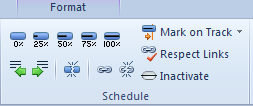 Format
0% 25% 50% 75% 100% Mark on Track
Respect Links
Inactivate
Schedule